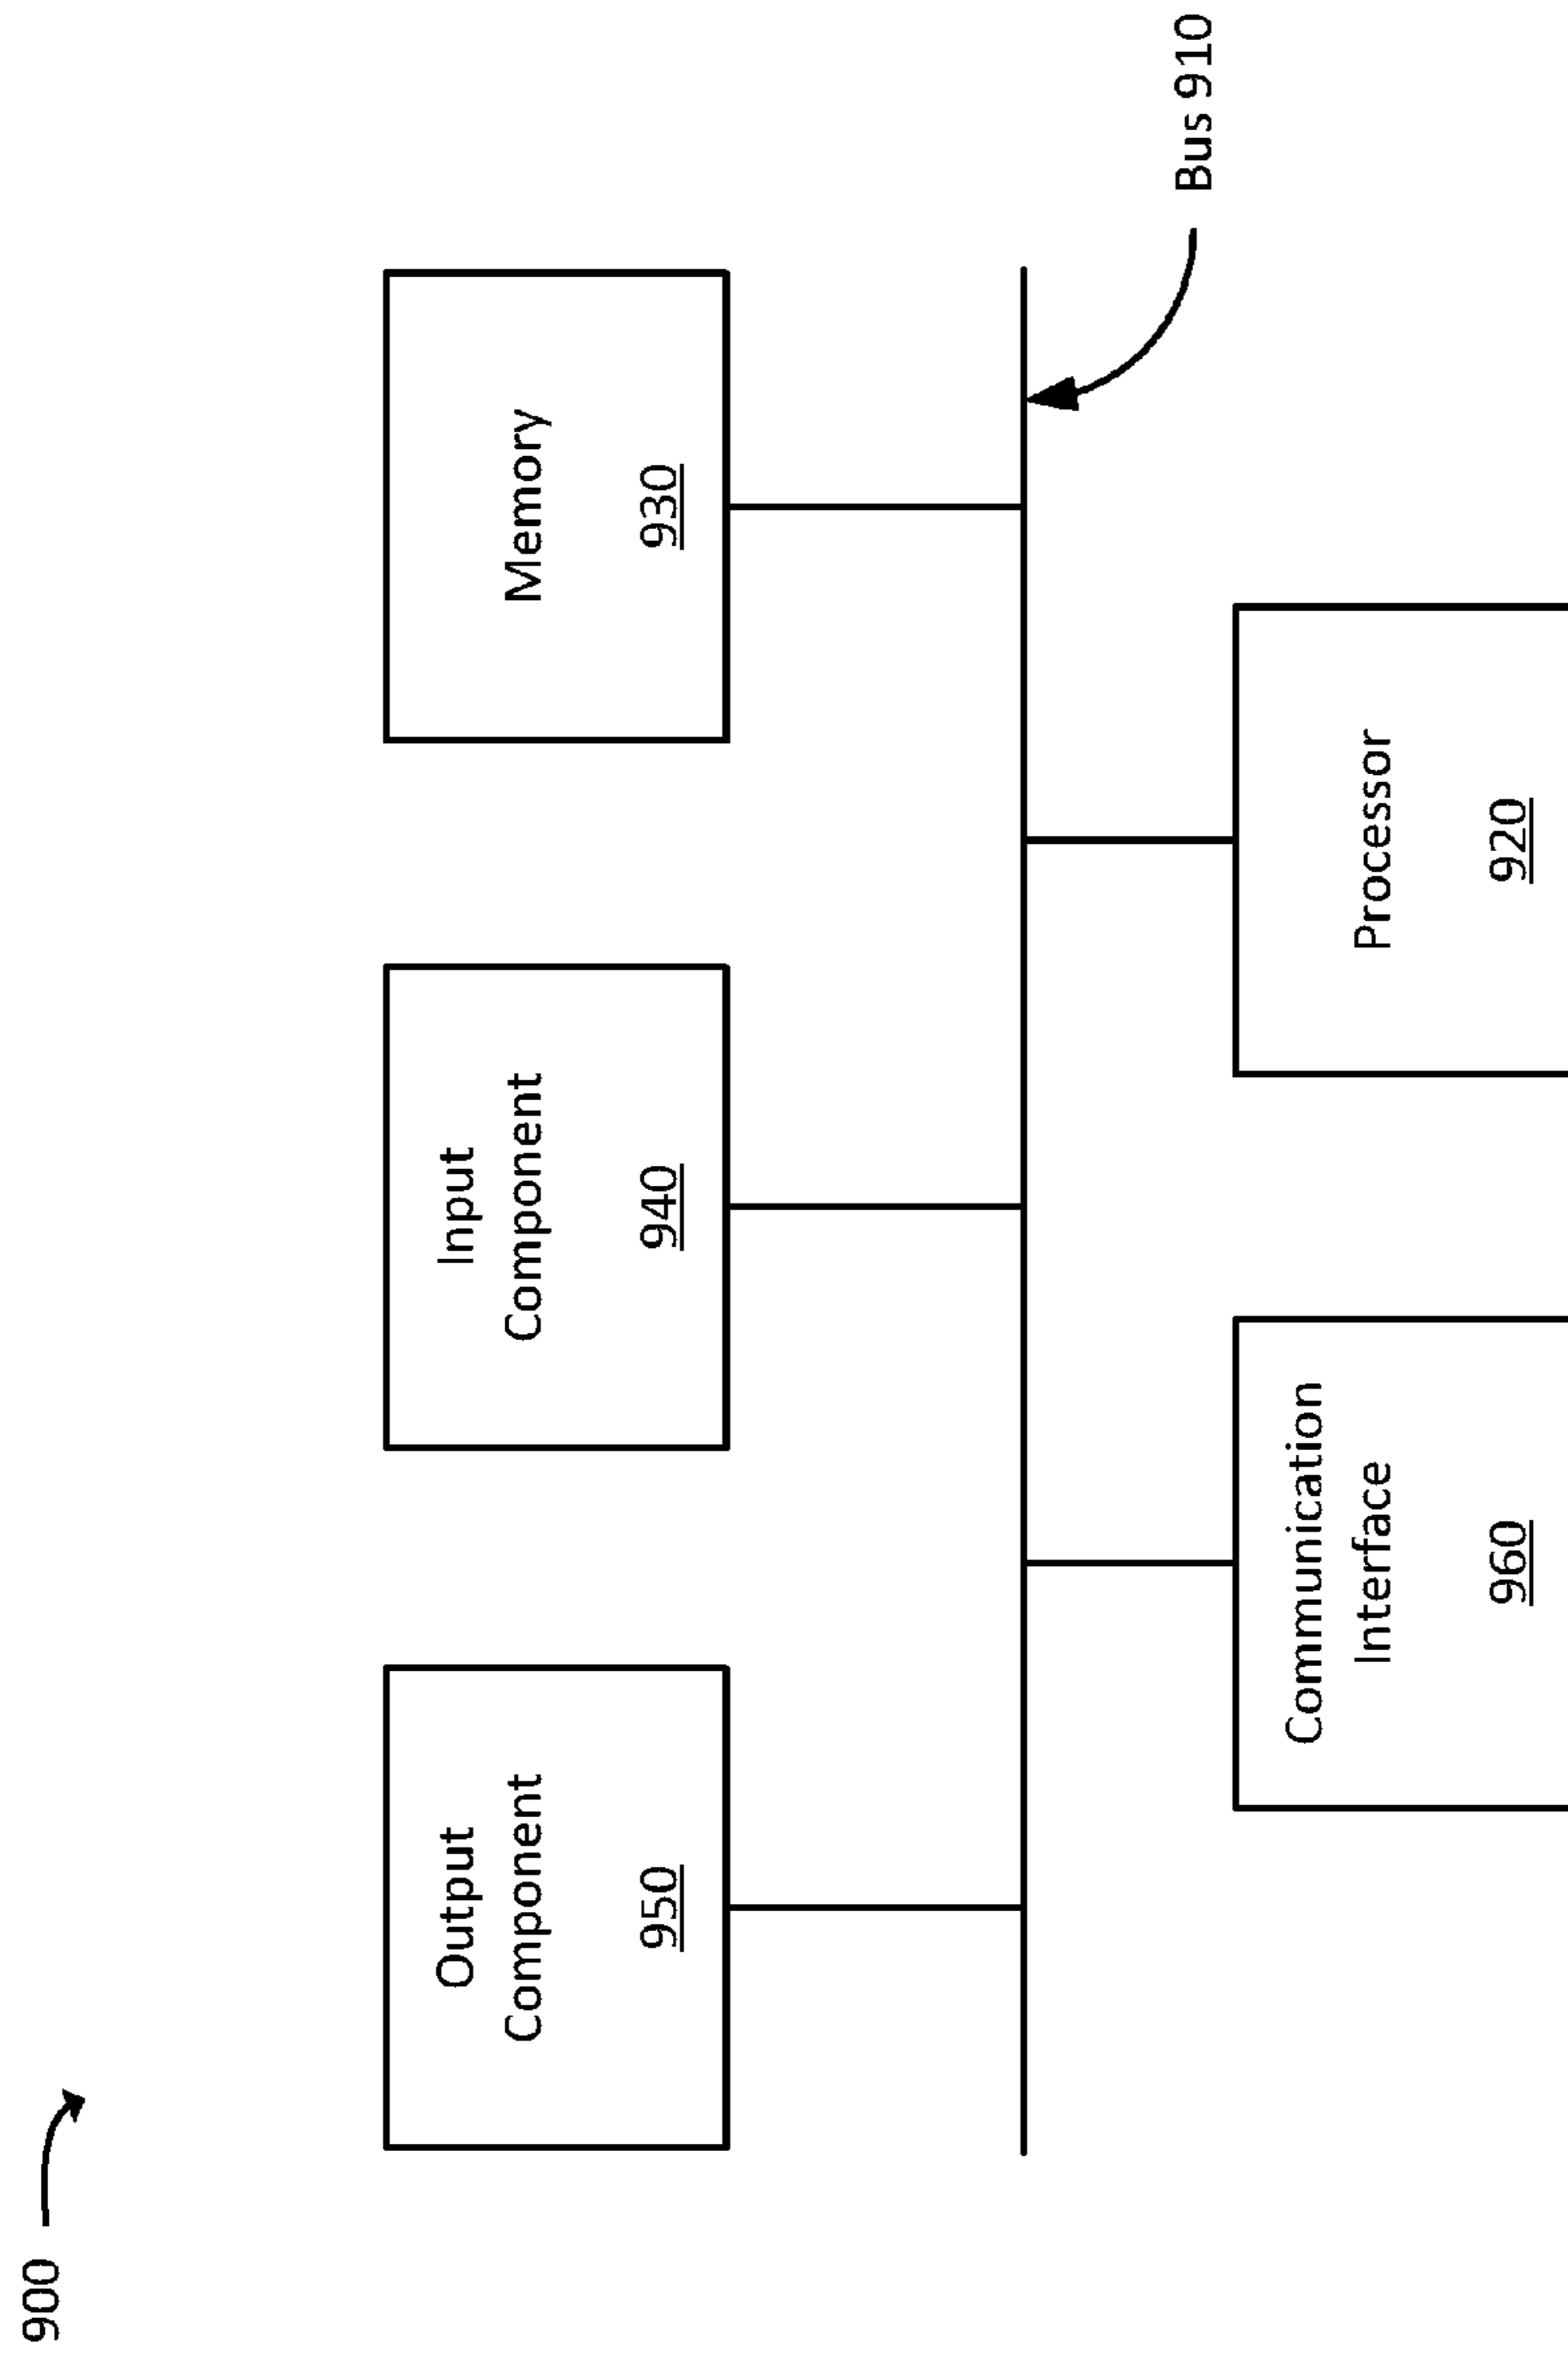 900
Output
Component
950
Input
Component
940
Memory
930
Bus 910
Communication
Interface
960
Processor
920